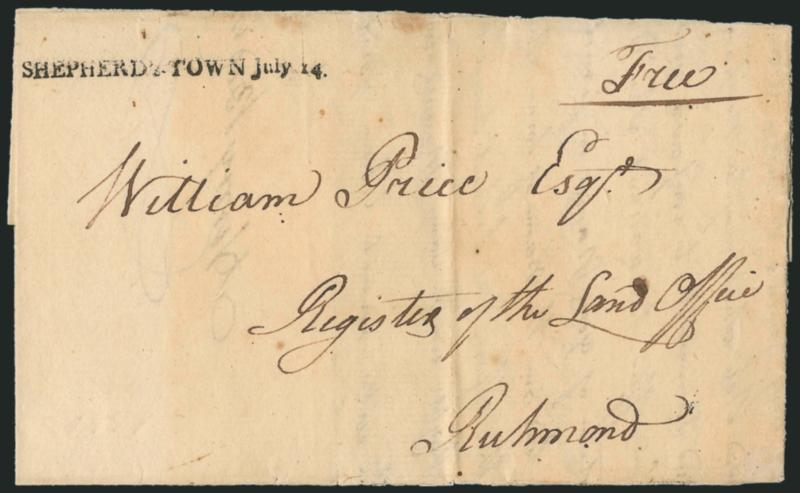 SHEPHERD'S-TOWN July 14.
Free
William Price Esqr.
Register of the Land Office
Richmond